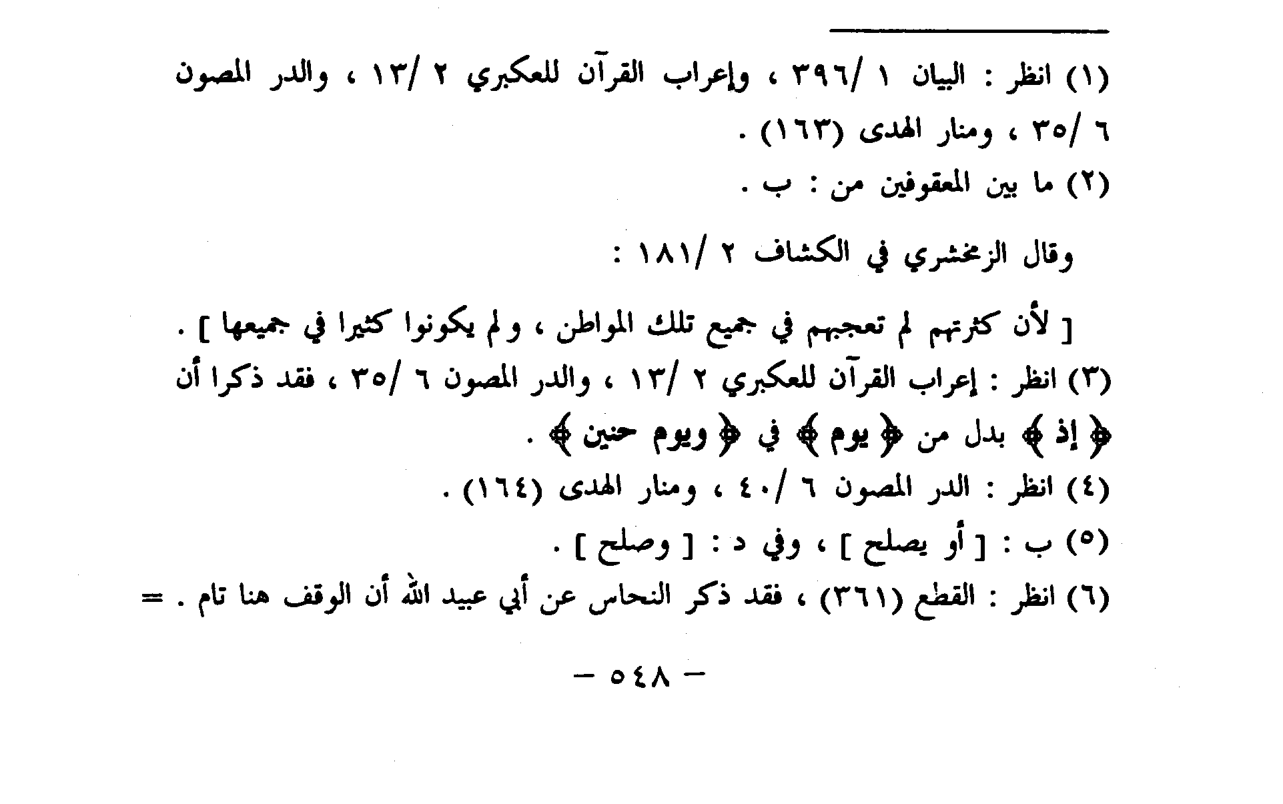 (١) انظر : البيان ١ /٣٩٦ ، وإعراب القرآن للعكبري ٢ /١٣ ، والدر المصون
٦ /٣٥ ، ومنار الهدى (١٦٣) .
(٢) ما بين المعقوفين من : ب .
وقال الزمخشري في الكشاف ٢ /١٨١ :
[ لأن كثرتهم لم تعجبهم في جميع تلك المواطن ، ولم يكونوا كثيرا في جميعها ] .
(٣) انظر : إعراب القرآن للعكبري ٢ /١٣ ، والدر المصون ٦ /٣٥ ، فقد ذكرا أن
﴿ إذ ﴾ بدل من ﴿ يوم ﴾ في ﴿ ويوم حنين ﴾ .
(٤) انظر : الدر المصون ٦ /٤٠ ، ومنار الهدى (١٦٤) .
(٥) ب : [ أو يصلح ] ، وفي د : [ وصلح ] .
(٦) انظر : القطع (٣٦١) ، فقد ذكر النحاس عن أبي عبيد الله أن الوقف هنا تام . =
– ٥٤٨ –